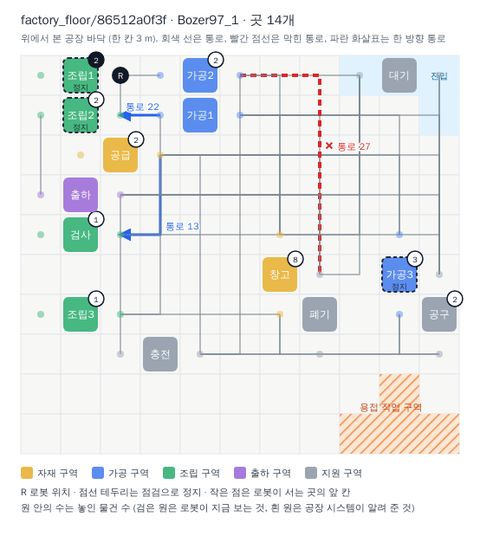 factory_floor/86512a0f3f · Bozer97_1 · 곳 14개
위에서 본 공장 바닥 (한 칸 3 m). 회색 선은 통로, 빨간 점선은 막힌 통로, 파란 화살표는 한 방향 통로
2
조립1
정지
R
2
가공2
대기
전립
2
조립2
정지
통로 22
가공1
2
공급
× 통로 27
출하
1
검사
통로 13
8
창고
3
가공3
정지
1
조립3
폐기
2
공구
충전
용접 작업 구역
자재 구역
가공 구역
조립 구역
출하 구역
지원 구역
R 로봇 위치 · 점선 테두리는 점검으로 정지 · 작은 점은 로봇이 서는 곳의 앞 칸
원 안의 수는 놓인 물건 수 (검은 원은 로봇이 지금 보는 것, 흰 원은 공장 시스템이 알려 준 것)